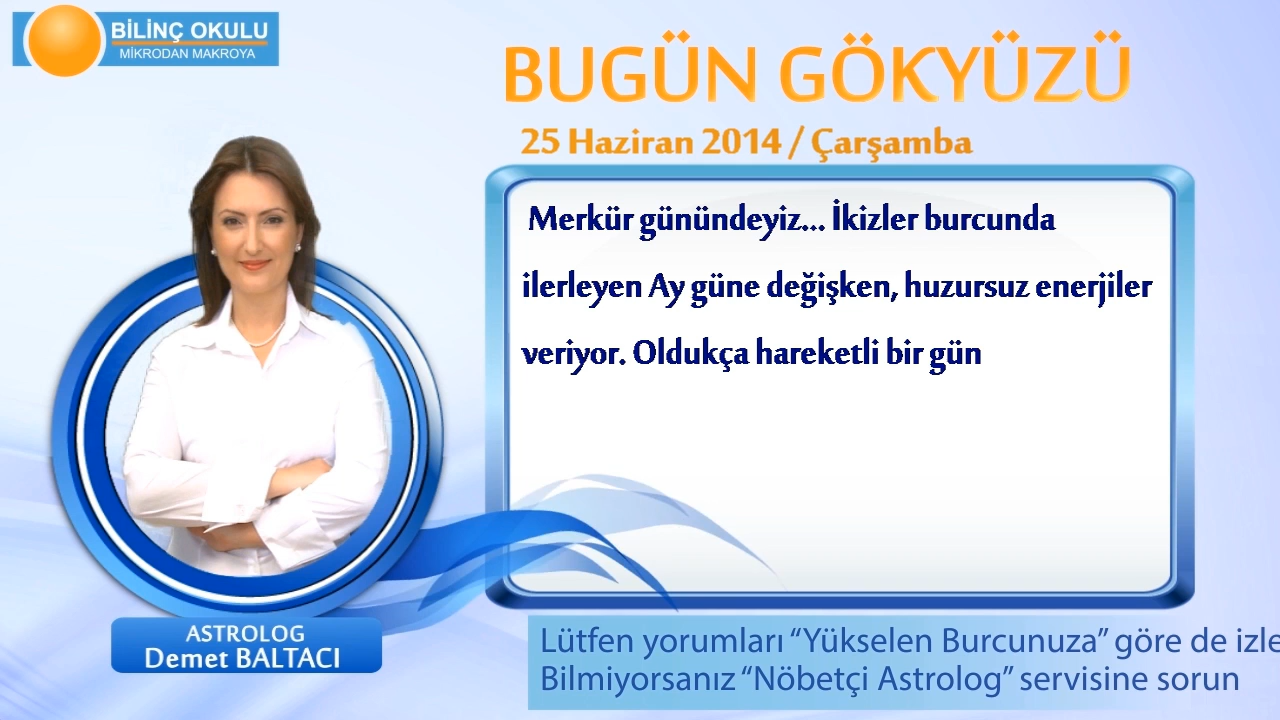 BİLİNÇ OKULU
MİKRODAN MAKROYA
BUGÜN GÖKYÜZÜ
25 Haziran 2014 / Çarşamba
Merkür günündeyiz... İkizler burcunda
ilerleyen Ay güne değişken, huzursuz enerjiler
veriyor. Oldukça hareketli bir gün
ASTROLOG
Demet BALTACI
Lütfen yorumları “Yükselen Burcunuza” göre de izle
Bilmiyorsanız “Nöbetçi Astrolog” servisine sorun